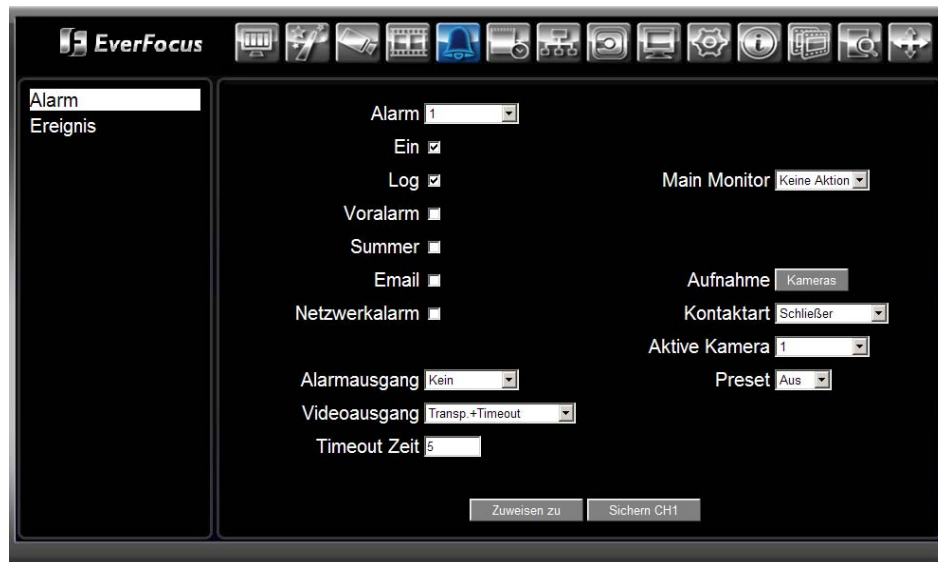 EverFocus
Alarm
Ereignis
Alarm 1
Ein
Log
Main Monitor Keine Aktion
Voralarm
Summer
Email
Aufnahme Kameras
Netzwerkalarm
Kontaktart Schließer
Aktive Kamera 1
Alarmausgang Kein
Preset Aus
Videoausgang Transp.+Timeout
Timeout Zeit 5
Zuweisen zu
Sichern CH1